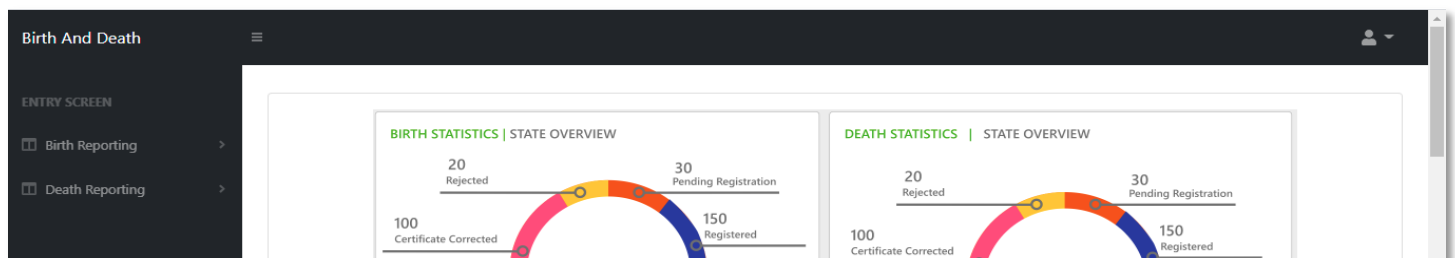 Birth And Death
ENTRY SCREEN
Birth Reporting
Death Reporting
BIRTH STATISTICS | STATE OVERVIEW
20
Rejected
30
Pending Registration
100
Certificate Corrected
150
Registered
DEATH STATISTICS | STATE OVERVIEW
20
Rejected
30
Pending Registration
100
Certificate Corrected
150
Registered